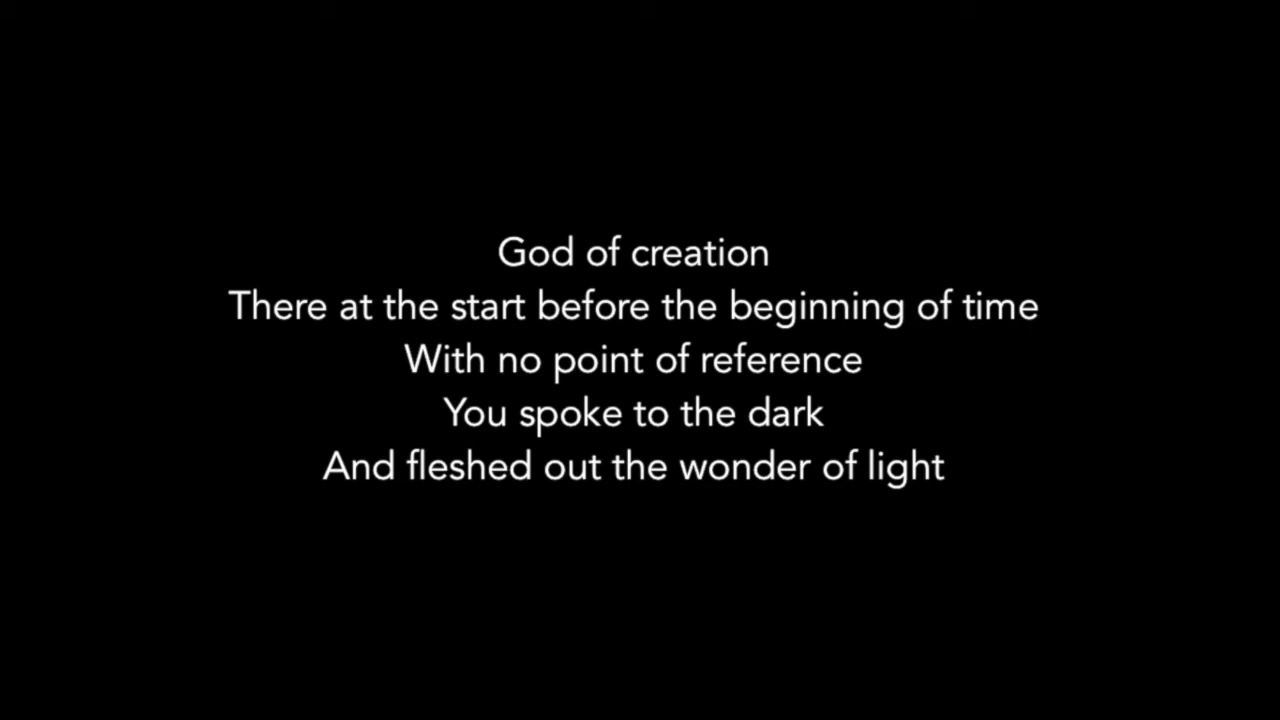 God of creation
There at the start before the beginning of time
With no point of reference
You spoke to the dark
And fleshed out the wonder of light